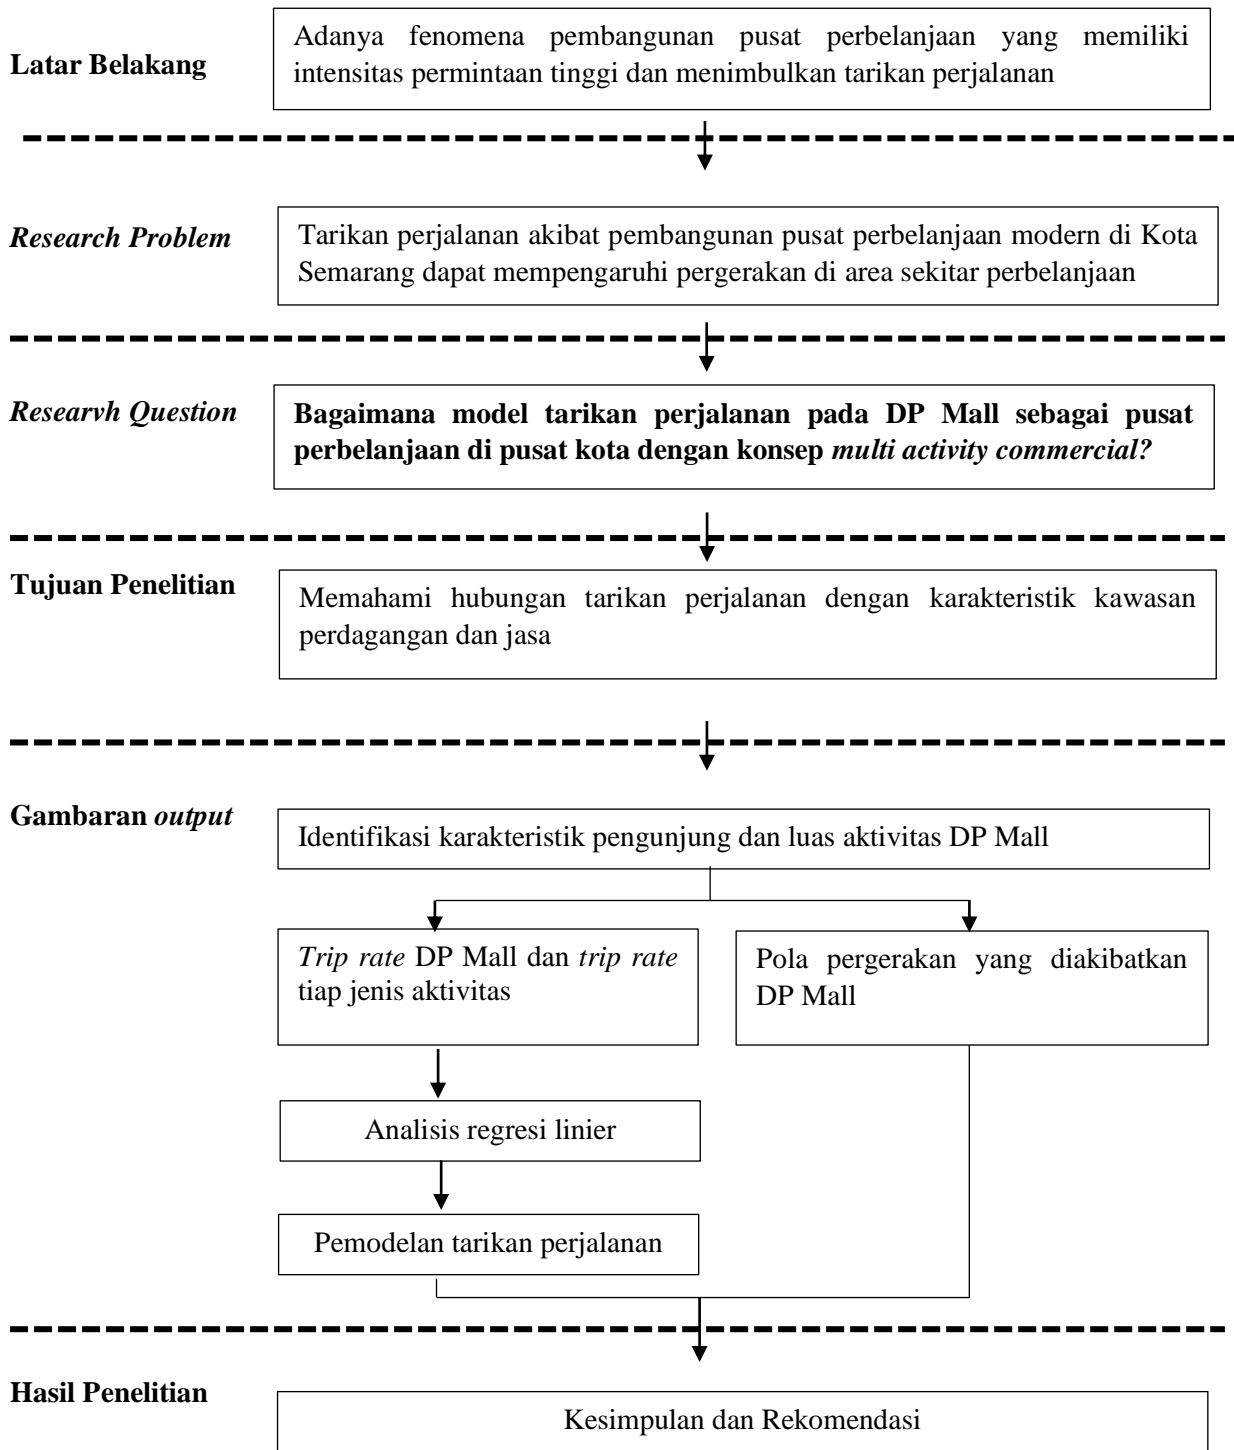 Latar Belakang
Adanya fenomena pembangunan pusat perbelanjaan yang memiliki
intensitas permintaan tinggi dan menimbulkan tarikan perjalanan
Research Problem
Tarikan perjalanan akibat pembangunan pusat perbelanjaan modern di Kota
Semarang dapat mempengaruhi pergerakan di area sekitar perbelanjaan
Researvh Question
Bagaimana model tarikan perjalanan pada DP Mall sebagai pusat
perbelanjaan di pusat kota dengan konsep multi activity commercial?
Tujuan Penelitian
Memahami hubungan tarikan perjalanan dengan karakteristik kawasan
perdagangan dan jasa
Gambaran output
Identifikasi karakteristik pengunjung dan luas aktivitas DP Mall
Trip rate DP Mall dan trip rate
tiap jenis aktivitas
Pola pergerakan yang diakibatkan
DP Mall
Analisis regresi linier
Pemodelan tarikan perjalanan
Hasil Penelitian
Kesimpulan dan Rekomendasi